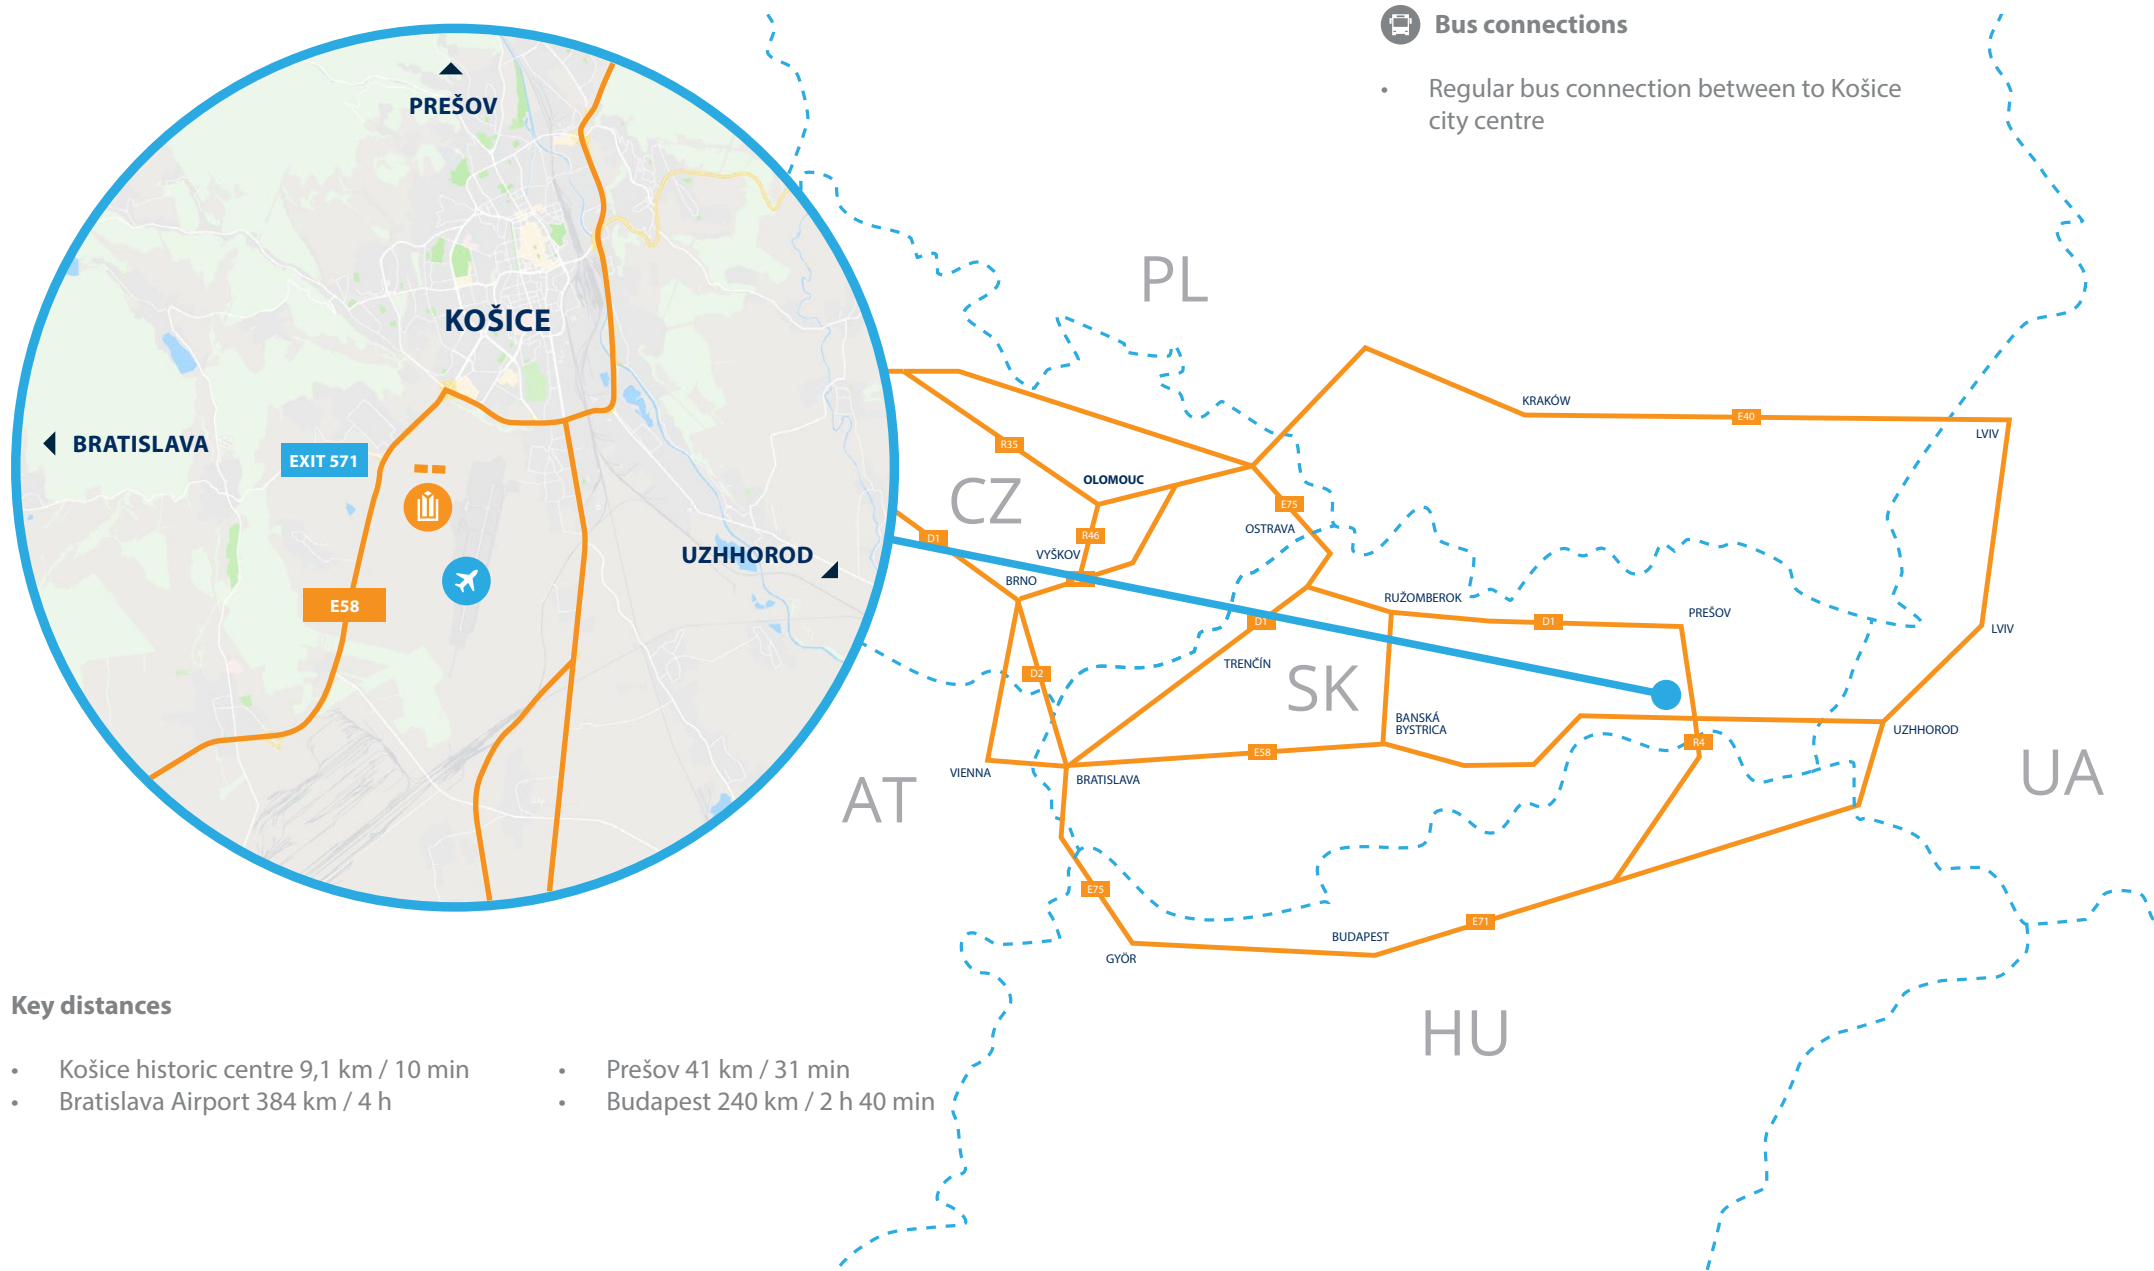 Bus connections
• Regular bus connection between to Košice
city centre
PREŠOV
KOŠICE
BRATISLAVA
EXIT 571
UZHHOROD
E58
PL
CZ
SK
AT
UA
HU
KRAKÓW
E40
LVIV
R35
OLOMOUC
E75
OSTRAVA
D1
R46
VYŠKOV
BRNO
RUŽOMBEROK
D1
D1
PREŠOV
LVIV
TRENČÍN
D2
BANSKÁ
BYSTRICA
UZHHOROD
R4
E58
VIENNA
BRATISLAVA
E75
E71
BUDAPEST
GYÖR
Key distances
• Košice historic centre 9,1 km / 10 min
• Bratislava Airport 384 km / 4 h
• Prešov 41 km / 31 min
• Budapest 240 km / 2 h 40 min